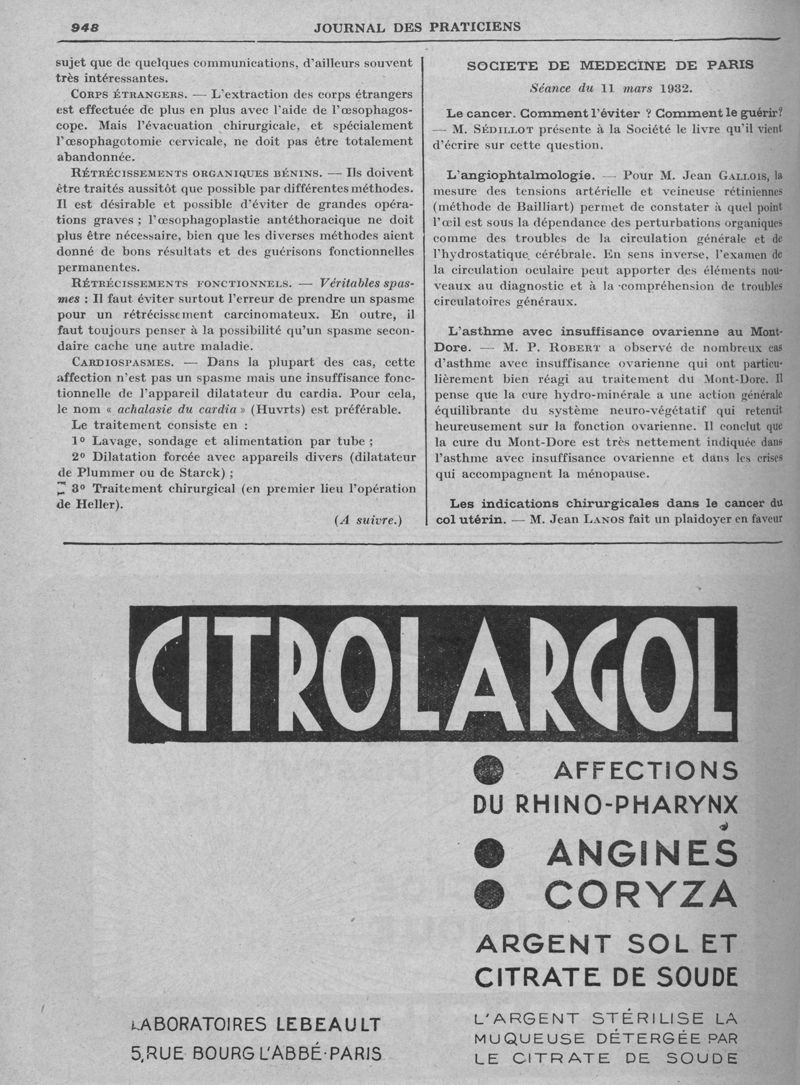 948
JOURNAL DES PRATICIENS
sujet que de quelques communications, d'ailleurs souvent
très intéressantes.
CORPS ÉTRANGERS. — L'extraction des corps étrangers
est effectuée de plus en plus avec l'aide de l'œsophagos-
cope. Mais l'évacuation chirurgicale, et spécialement
l'œsophagotomie cervicale, ne doit pas être totalement
abandonnée.
RÉTRÉCISSEMENTS ORGANIQUES BÉNINS. — Ils doivent
être traités aussitôt que possible par différentes méthodes.
Il est désirable et possible d'éviter de grandes opéra-
tions graves ; l'œsophagoplastie antéthoracique ne doit
plus être nécessaire, bien que les diverses méthodes aient
donné de bons résultats et des guérisons fonctionnelles
permanentes.
RÉTRÉCISSEMENTS FONCTIONNELS. — Véritables spas-
mes : Il faut éviter surtout l'erreur de prendre un spasme
pour un rétrécissement carcinomateux. En outre, il
faut toujours penser à la possibilité qu'un spasme secon-
daire cache une autre maladie.
CARDIOSPASMES. — Dans la plupart des cas, cette
affection n'est pas un spasme mais une insuffisance fonc-
tionnelle de l'appareil dilatateur du cardia. Pour cela,
le nom « achalasie du cardia » (Huvrts) est préférable.
Le traitement consiste en :
1º Lavage, sondage et alimentation par tube ;
2º Dilatation forcée avec appareils divers (dilatateur
de Plummer ou de Starck) ;
3º Traitement chirurgical (en premier lieu l'opération
de Heller).
(A suivre.)
SOCIETE DE MEDECINE DE PARIS
Séance du 11 mars 1932.
Le cancer. Comment l'éviter ? Comment le guérir?
— M. SÉDILLOT présente à la Société le livre qu'il vient
d'écrire sur cette question.
L'angiophtalmologie. — Pour M. Jean GALLOIS, la
mesure des tensions artérielle et veineuse rétiniennes
(méthode de Bailliart) permet de constater à quel point
l'œil est sous la dépendance des perturbations organiques
comme des troubles de la circulation générale et de
l'hydrostatique cérébrale. En sens inverse, l'examen de
la circulation oculaire peut apporter des éléments nou-
veaux au diagnostic et à la compréhension de troubles
circulatoires généraux.
L'asthme avec insuffisance ovarienne au Mont-
Dore. — M. P. ROBERT a observé de nombreux cas
d'asthme avec insuffisance ovarienne qui ont particu-
lièrement bien réagi au traitement du Mont-Dore. Il
pense que la cure hydro-minérale a une action générale
équilibrante du système neuro-végétatif qui retentit
heureusement sur la fonction ovarienne. Il conclut que
la cure du Mont-Dore est très nettement indiquée dans
l'asthme avec insuffisance ovarienne et dans les crises
qui accompagnent la ménopause.
Les indications chirurgicales dans le cancer du
col utérin. — M. Jean LANOS fait un plaidoyer en faveur
CITROLARGOL
● AFFECTIONS
DU RHINO-PHARYNX
● ANGINES
● CORYZA
ARGENT SOL ET
CITRATE DE SOUDE
LABORATOIRES LEBEAULT
5, RUE BOURG L'ABBÉ·PARIS
L'ARGENT STÉRILISE LA
MUQUEUSE DÉTERGÉE PAR
LE CITRATE DE SOUDE